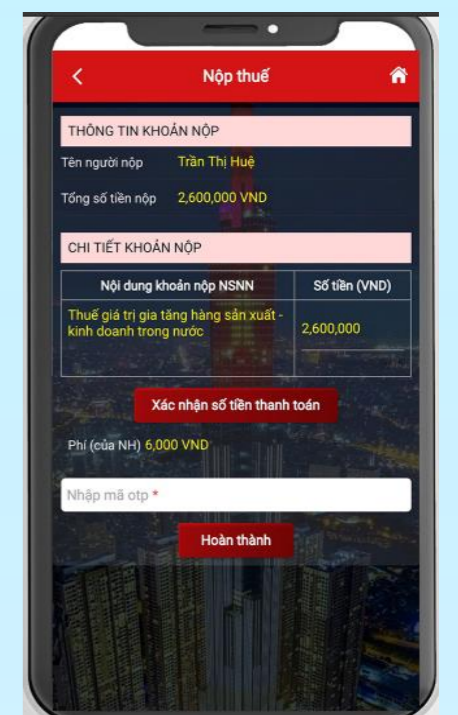 Nộp thuế
THÔNG TIN KHOẢN NỘP
Tên người nộp Trần Thị Huệ
Tổng số tiền nộp 2,600,000 VND
CHI TIẾT KHOẢN NỘP
Nội dung khoản nộp NSNN Số tiền (VND)
Thuế giá trị gia tăng hàng sản xuất -
kinh doanh trong nước 2,600,000
Xác nhận số tiền thanh toán
Phí (của NH) 6,000 VND
Nhập mã otp *
Hoàn thành